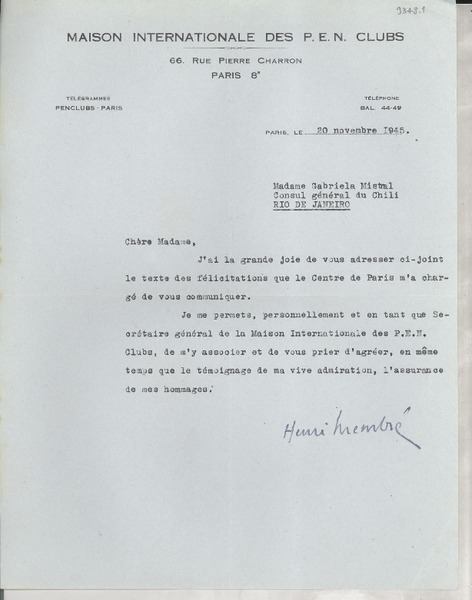 9349.1
MAISON INTERNATIONALE DES P. E. N. CLUBS
66, RUE PIERRE CHARRON
PARIS 8e
TÉLÉGRAMMES
PENCLUBS - PARIS
TÉLÉPHONE
BAL. 44-49
PARIS, LE 20 novembre 1945.
Madame Gabriela Mistral
Consul général du Chili
RIO DE JANEIRO
Chère Madame,
J'ai la grande joie de vous adresser ci-joint
le texte des félicitations que le Centre de Paris m'a char-
gé de vous communiquer.
Je me permets, personnellement et en tant que Se-
crétaire général de la Maison Internationale des P.E.N.
Clubs, de m'y associer et de vous prier d'agréer, en même
temps que le témoignage de ma vive admiration, l'assurance
de mes hommages.
Henri Membré